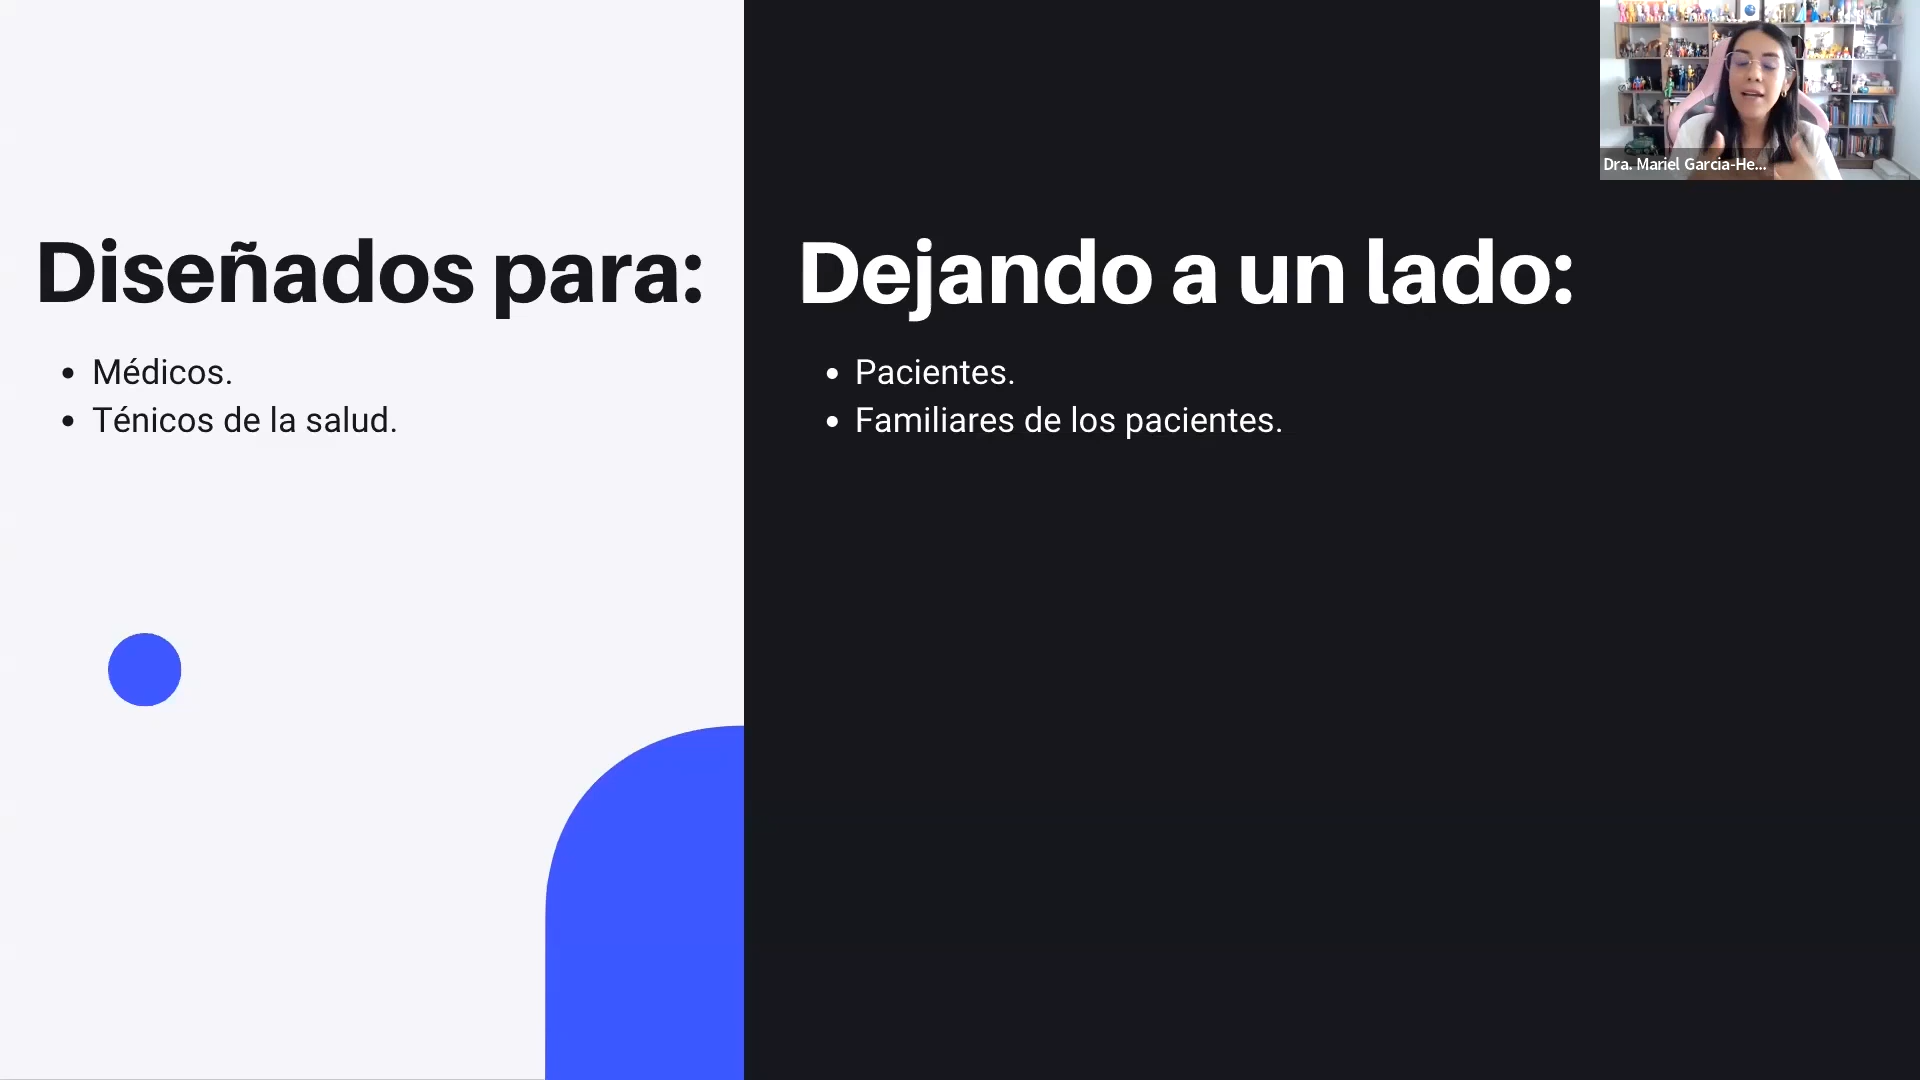 Diseñados para:
• Médicos.
• Ténicos de la salud.
Dejando a un lado:
• Pacientes.
• Familiares de los pacientes.
Dra. Mariel Garcia-He...